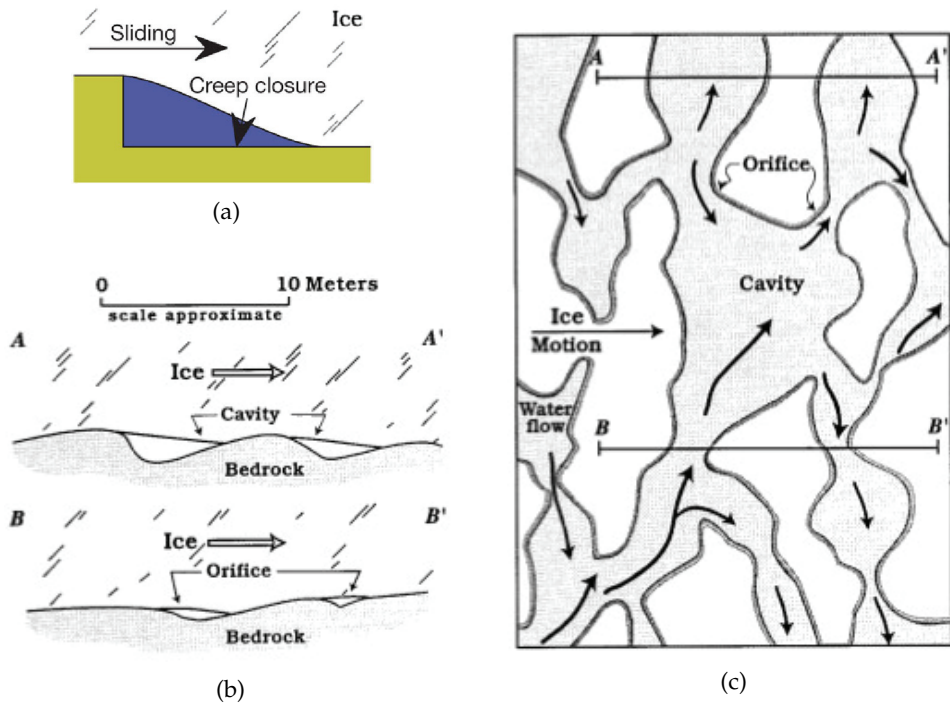 Ice
Sliding
Creep closure
(a)
0 10 Meters
scale approximate
A A'
Ice
Cavity
Bedrock
B B'
Ice
Orifice
Bedrock
(b)
A A'
Orifice
Cavity
Ice
Motion
Water
flow
B B'
(c)